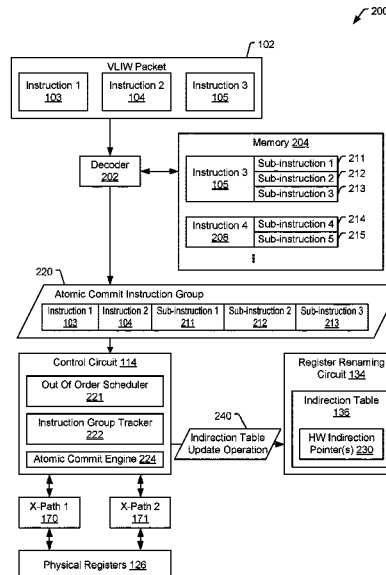 200
102
VLIW Packet
Instruction 1 Instruction 2 Instruction 3
103 104 105
Decoder
202
Memory 204
Instruction 3
105
Sub-instruction 1 211
Sub-instruction 2 212
Sub-instruction 3 213
Instruction 4
208
Sub-instruction 4 214
Sub-instruction 5 215
220
Atomic Commit Instruction Group
Instruction 1 Instruction 2 Sub-instruction 1 Sub-instruction 2 Sub-instruction 3
103 104 211 212 213
Control Circuit 114
Out Of Order Scheduler
221
Instruction Group Tracker
222
Atomic Commit Engine 224
240
Indirection Table
Update Operation
Register Renaming
Circuit 134
Indirection Table
136
HW Indirection
Pointer(s) 230
X-Path 1 X-Path 2
170 171
Physical Registers 126